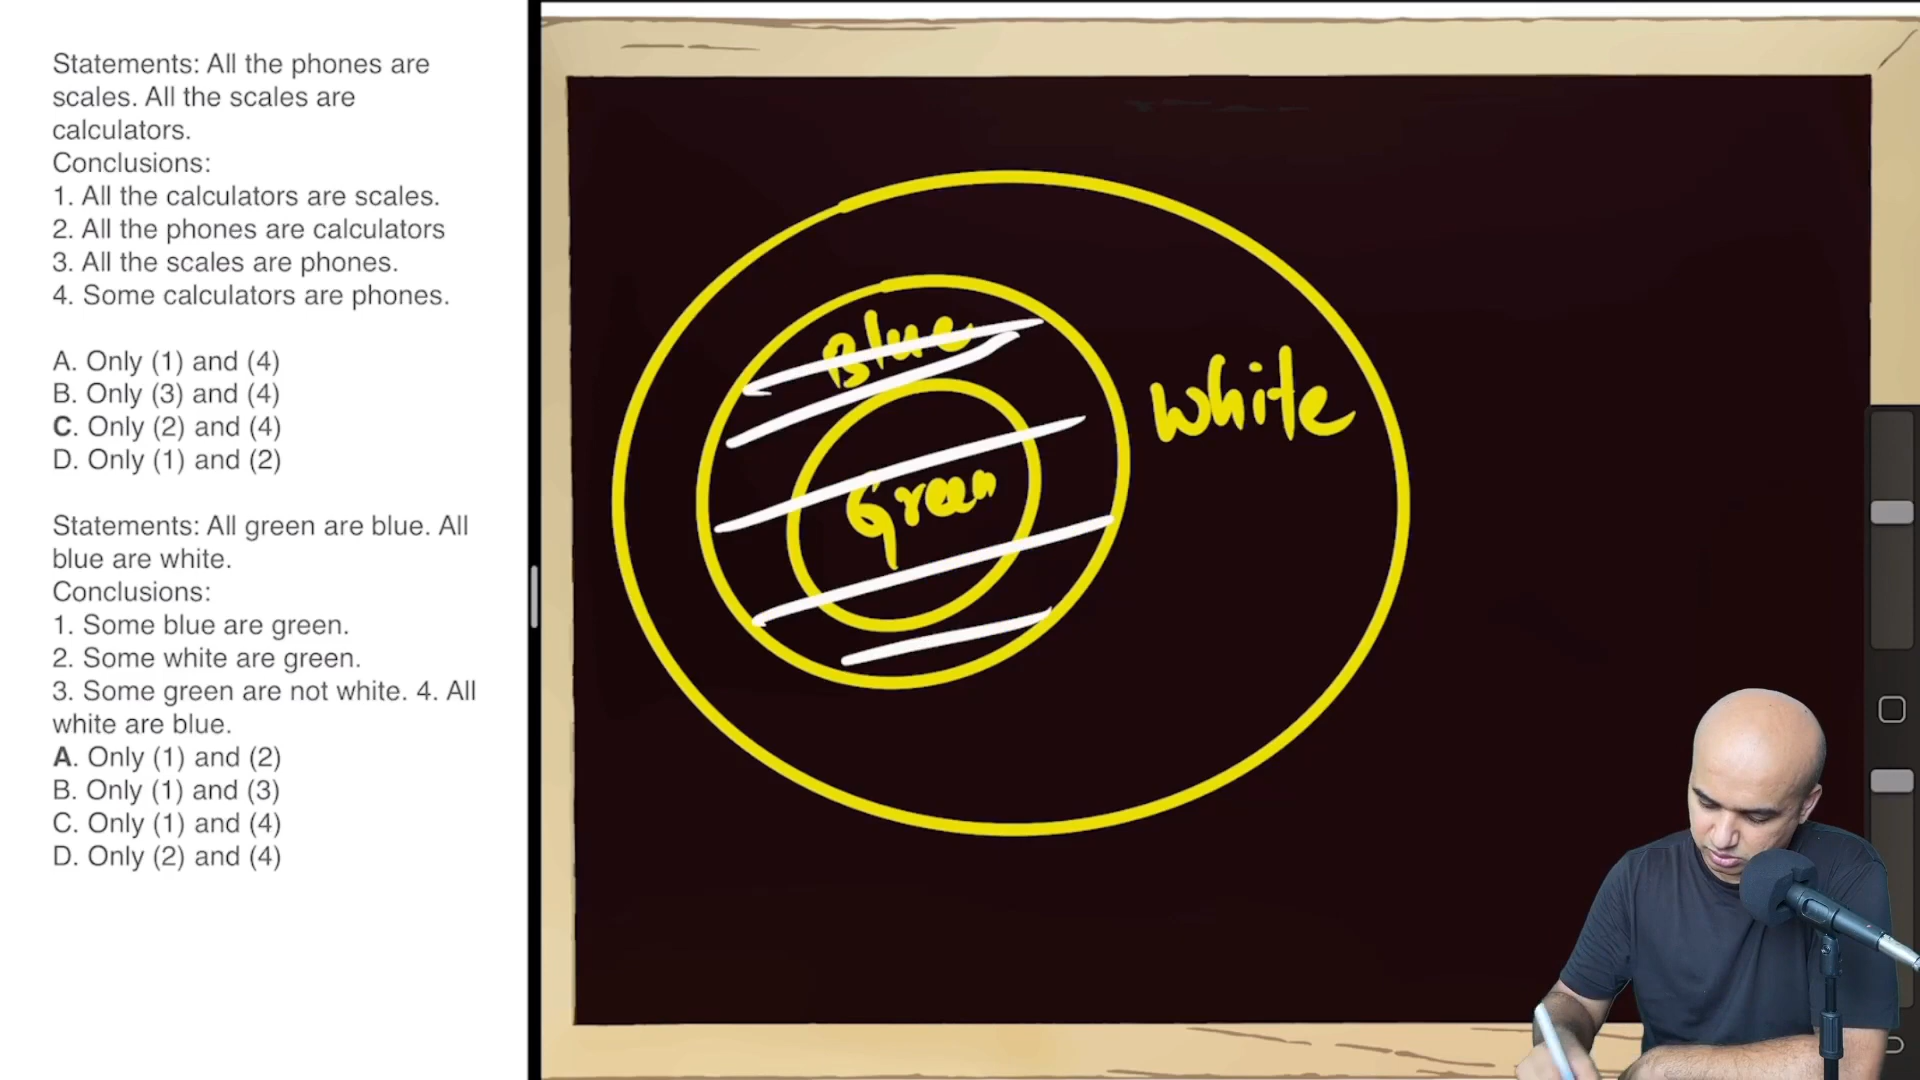 Statements: All the phones are
scales. All the scales are
calculators.
Conclusions:
1. All the calculators are scales.
2. All the phones are calculators
3. All the scales are phones.
4. Some calculators are phones.
A. Only (1) and (4)
B. Only (3) and (4)
C. Only (2) and (4)
D. Only (1) and (2)
Statements: All green are blue. All
blue are white.
Conclusions:
1. Some blue are green.
2. Some white are green.
3. Some green are not white. 4. All
white are blue.
A. Only (1) and (2)
B. Only (1) and (3)
C. Only (1) and (4)
D. Only (2) and (4)
Blue
White
Green